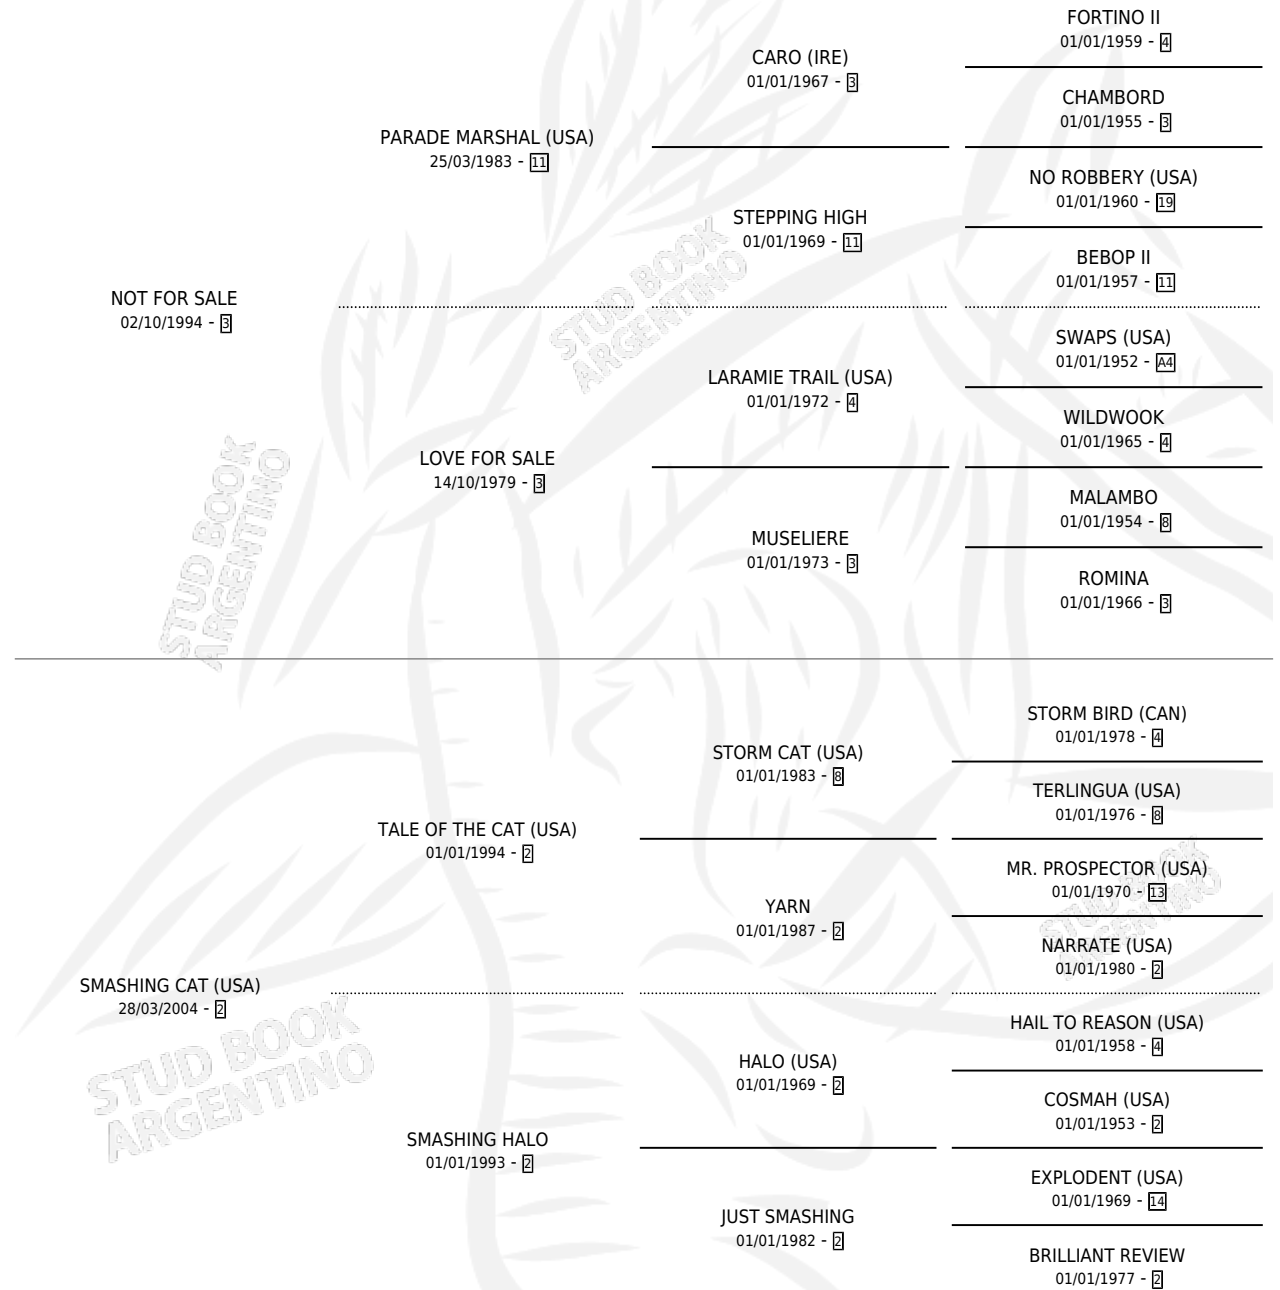 FORTINO II
01/01/1959 - 4
CARO (IRE)
01/01/1967 - 3
CHAMBORD
01/01/1955 - 3
PARADE MARSHAL (USA)
25/03/1983 - 11
NO ROBBERY (USA)
01/01/1960 - 19
STEPPING HIGH
01/01/1969 - 11
BEBOP II
01/01/1957 - 11
NOT FOR SALE
02/10/1994 - 3
SWAPS (USA)
01/01/1952 - A4
LARAMIE TRAIL (USA)
01/01/1972 - 4
WILDWOOK
01/01/1965 - 4
LOVE FOR SALE
14/10/1979 - 3
MALAMBO
01/01/1954 - 8
MUSELIERE
01/01/1973 - 3
ROMINA
01/01/1966 - 3
STORM BIRD (CAN)
01/01/1978 - 4
STORM CAT (USA)
01/01/1983 - 8
TERLINGUA (USA)
01/01/1976 - 8
TALE OF THE CAT (USA)
01/01/1994 - 2
MR. PROSPECTOR (USA)
01/01/1970 - 13
YARN
01/01/1987 - 2
NARRATE (USA)
01/01/1980 - 2
SMASHING CAT (USA)
28/03/2004 - 2
HAIL TO REASON (USA)
01/01/1958 - 4
HALO (USA)
01/01/1969 - 2
COSMAH (USA)
01/01/1953 - 2
SMASHING HALO
01/01/1993 - 2
EXPLODENT (USA)
01/01/1969 - 14
JUST SMASHING
01/01/1982 - 2
BRILLIANT REVIEW
01/01/1977 - 2
STUD BOOK
ARGENTINO
STUD BOOK
ARGENTINO
STUD BOOK
ARGENTINO
STUD BOOK
ARGENTINO